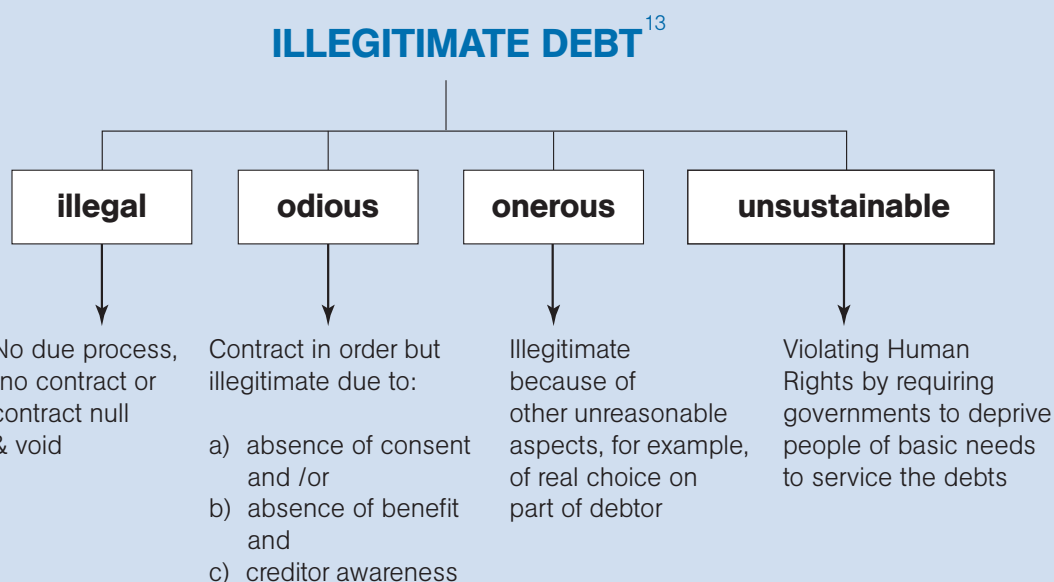 ILLEGITIMATE DEBT13
illegal
odious
onerous
unsustainable
No due process,
no contract or
contract null
& void
Contract in order but
illegitimate due to:
a) absence of consent
and /or
b) absence of benefit
and
c) creditor awareness
Illegitimate
because of
other unreasonable
aspects, for example,
of real choice on
part of debtor
Violating Human
Rights by requiring
governments to deprive
people of basic needs
to service the debts